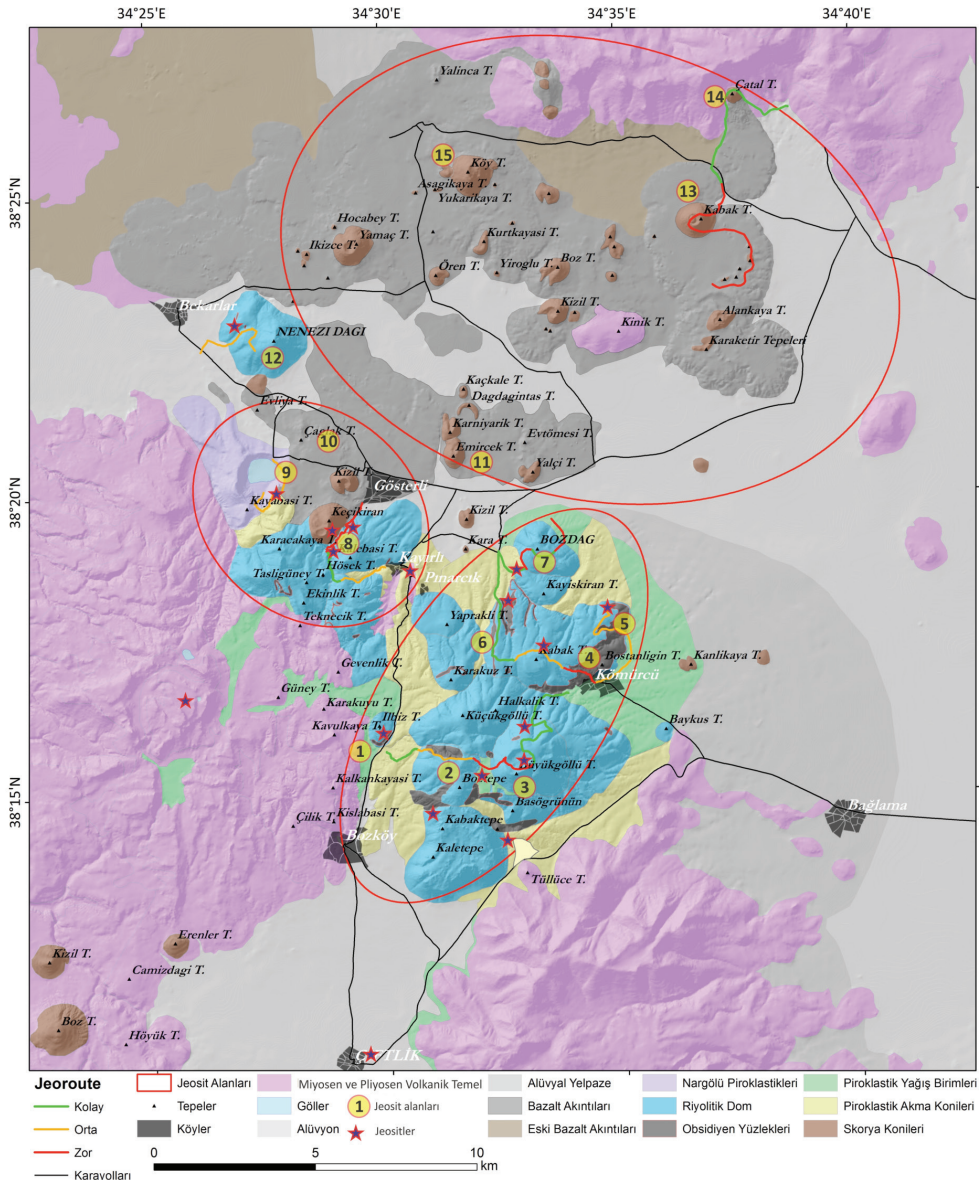 34°25'E
34°30'E
34°35'E
34°40'E
38°25'N
38°20'N
38°15'N
Yalinca T.
14
Çatal T.
15
Köy T.
Asagikaya T.
Yukarikaya T.
13
Kabak T.
Hocabey T.
Yamaç T.
Ikizce T.
Kurtkayasi T.
Ören T.
Yiroglu T.
Boz T.
Bekarlar
Kizil T.
Kinik T.
Alankaya T.
Karaketir Tepeleri
NENEZI DAGI
12
Kaçkale T.
Dagdagintas T.
Evliya T.
Karniyarik T.
10
Emircek T.
Evtömesi T.
11
Yalçi T.
9
Kizil T.
Gösterli
Kayabasi T.
Keçikiran
Kizil T.
Karacakaya T.
8
Kara T.
BOZDAG
Hösek T.
Kayırlı
7
Tasligüney T.
Pınarcık
Kayiskiran T.
Ekinlik T.
Teknecik T.
Yaprakli T.
5
6
Kabak T.
4
Bostanligin T.
Kanlikaya T.
Gevenlik T.
Karakuz T.
Kömürcü
Güney T.
Halkalik T.
Karakuyu T.
Küçükgöllü T.
Ilbiz T.
Baykus T.
Kavulkaya T.
1
2
Büyükgöllü T.
Kalkankayasi T.
Boztepe
3
Basögrünün
Bağlama
Kislabasi T.
Çilik T.
Kabaktepe
Bozköy
Kaletepe
Tüllüce T.
Erenler T.
Kizil T.
Camizdagi T.
Boz T.
Höyük T.
ÇİFTLİK
Jeoroute
Kolay
Orta
Zor
Karayolları
Jeosit Alanları
Tepeler
Köyler
Miyosen ve Pliyosen Volkanik Temel
Göller
Alüvyon
1
Jeosit alanları
Jeositler
Alüvyal Yelpaze
Bazalt Akıntıları
Eski Bazalt Akıntıları
Nargölü Piroklastikleri
Riyolitik Dom
Obsidiyen Yüzlekleri
Piroklastik Yağış Birimleri
Piroklastik Akma Konileri
Skorya Konileri
0
5
10
km